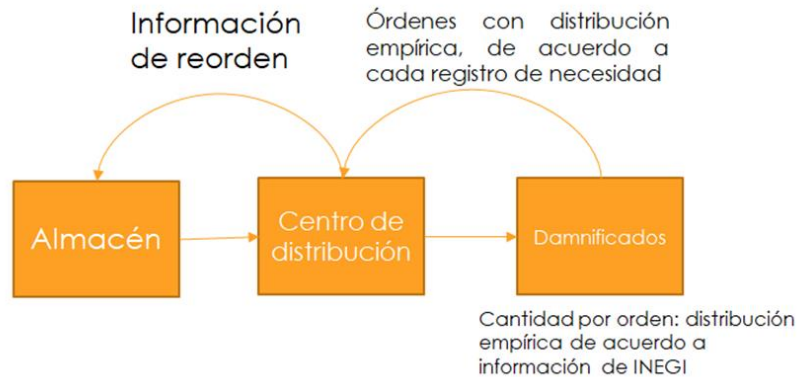 Información
de reorden
Órdenes con distribución
empírica, de acuerdo a
cada registro de necesidad
Almacén
Centro de
distribución
Damnificados
Cantidad por orden: distribución
empírica de acuerdo a
información de INEGI